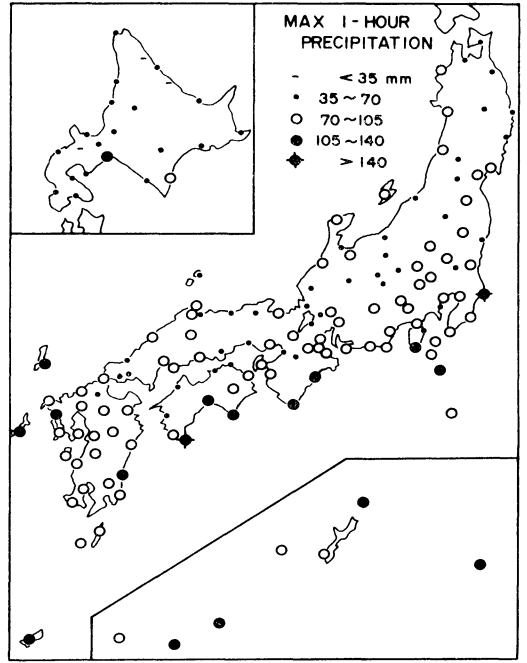 MAX 1-HOUR
PRECIPITATION
- < 35 mm
• 35 ~ 70
○ 70 ~ 105
● 105 ~ 140
> 140